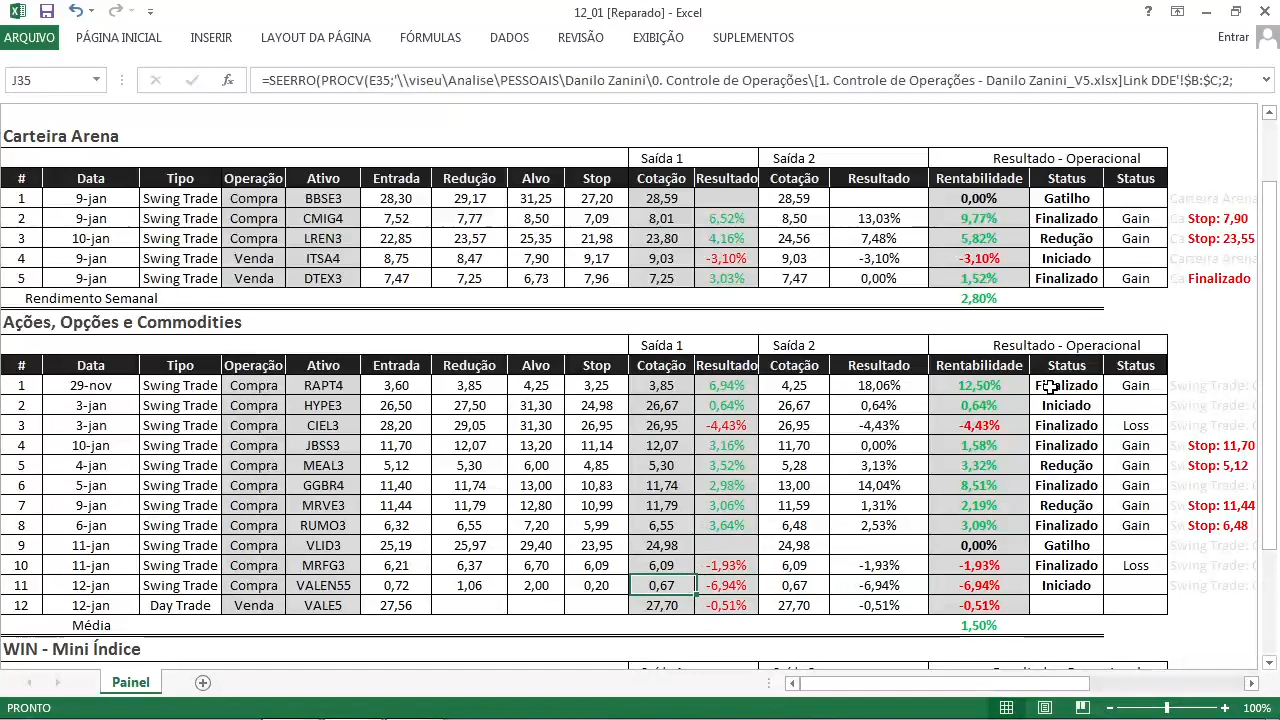 12_01 [Reparado] - Excel
ARQUIVO PÁGINA INICIAL INSERIR LAYOUT DA PÁGINA FÓRMULAS DADOS REVISÃO EXIBIÇÃO SUPLEMENTOS Entrar
J35 =SEERRO(PROCV(E35;'\\viseu\Analise\PESSOAIS\Danilo Zanini\0. Controle de Operações\[1. Controle de Operações - Danilo Zanini_V5.xlsx]Link DDE'!$B:$C;2;
Carteira Arena
Saída 1 Saída 2 Resultado - Operacional
# Data Tipo Operação Ativo Entrada Redução Alvo Stop Cotação Resultado Cotação Resultado Rentabilidade Status Status
1 9-jan Swing Trade Compra BBSE3 28,30 29,17 31,25 27,20 28,59 28,59 0,00% Gatilho Carteira Arena
2 9-jan Swing Trade Compra CMIG4 7,52 7,77 8,50 7,09 8,01 6,52% 8,50 13,03% 9,77% Finalizado Gain Ca Stop: 7,90
3 10-jan Swing Trade Compra LREN3 22,85 23,57 25,35 21,98 23,80 4,16% 24,56 7,48% 5,82% Redução Gain Ca Stop: 23,55
4 9-jan Swing Trade Venda ITSA4 8,75 8,47 7,90 9,17 9,03 -3,10% 9,03 -3,10% -3,10% Iniciado Carteira Arena
5 9-jan Swing Trade Venda DTEX3 7,47 7,25 6,73 7,96 7,25 3,03% 7,47 0,00% 1,52% Finalizado Gain Ca Finalizado
Rendimento Semanal 2,80%
Ações, Opções e Commodities
Saída 1 Saída 2 Resultado - Operacional
# Data Tipo Operação Ativo Entrada Redução Alvo Stop Cotação Resultado Cotação Resultado Rentabilidade Status Status
1 29-nov Swing Trade Compra RAPT4 3,60 3,85 4,25 3,25 3,85 6,94% 4,25 18,06% 12,50% Finalizado Gain Swing Trade: C
2 3-jan Swing Trade Compra HYPE3 26,50 27,50 31,30 24,98 26,67 0,64% 26,67 0,64% 0,64% Iniciado Swing Trade: C
3 3-jan Swing Trade Compra CIEL3 28,20 29,05 31,30 26,95 26,95 -4,43% 26,95 -4,43% -4,43% Finalizado Loss Swing Trade: C
4 10-jan Swing Trade Compra JBSS3 11,70 12,07 13,20 11,14 12,07 3,16% 11,70 0,00% 1,58% Finalizado Gain Sw Stop: 11,70
5 4-jan Swing Trade Compra MEAL3 5,12 5,30 6,00 4,85 5,30 3,52% 5,28 3,13% 3,32% Redução Gain Sw Stop: 5,12
6 5-jan Swing Trade Compra GGBR4 11,40 11,74 13,00 10,83 11,74 2,98% 13,00 14,04% 8,51% Finalizado Gain Swing Trade: C
7 9-jan Swing Trade Compra MRVE3 11,44 11,79 12,80 10,99 11,79 3,06% 11,59 1,31% 2,19% Redução Gain Sw Stop: 11,44
8 6-jan Swing Trade Compra RUMO3 6,32 6,55 7,20 5,99 6,55 3,64% 6,48 2,53% 3,09% Finalizado Gain Sw Stop: 6,48
9 11-jan Swing Trade Compra VLID3 25,19 25,97 29,40 23,95 24,98 24,98 0,00% Gatilho Swing Trade: C
10 11-jan Swing Trade Compra MRFG3 6,21 6,37 6,70 6,09 6,09 -1,93% 6,09 -1,93% -1,93% Finalizado Loss Swing Trade: C
11 12-jan Swing Trade Compra VALEN55 0,72 1,06 2,00 0,20 0,67 -6,94% 0,67 -6,94% -6,94% Iniciado Swing Trade: C
12 12-jan Day Trade Venda VALE5 27,56 27,70 -0,51% 27,70 -0,51% -0,51%
Média 1,50%
WIN - Mini Índice
Painel
PRONTO 100%